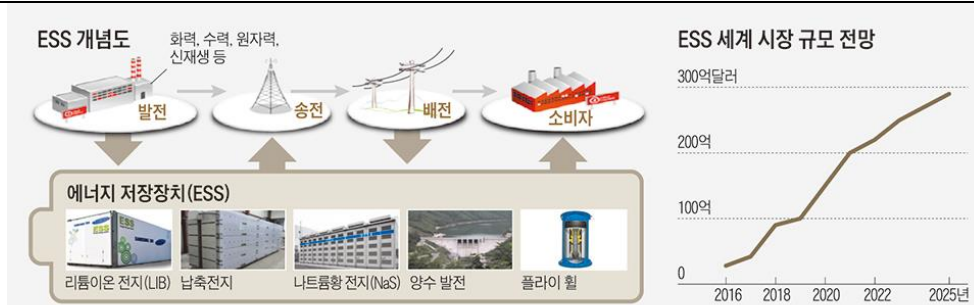 ESS 개념도
화력, 수력, 원자력,
신재생 등
발전
송전
배전
소비자
에너지 저장장치(ESS)
ESS
리튬이온 전지(LIB)
납축전지
나트륨황 전지(NaS)
양수 발전
플라이 휠
ESS 세계 시장 규모 전망
300억달러
200억
100억
0
2016
2018
2020
2022
2025년